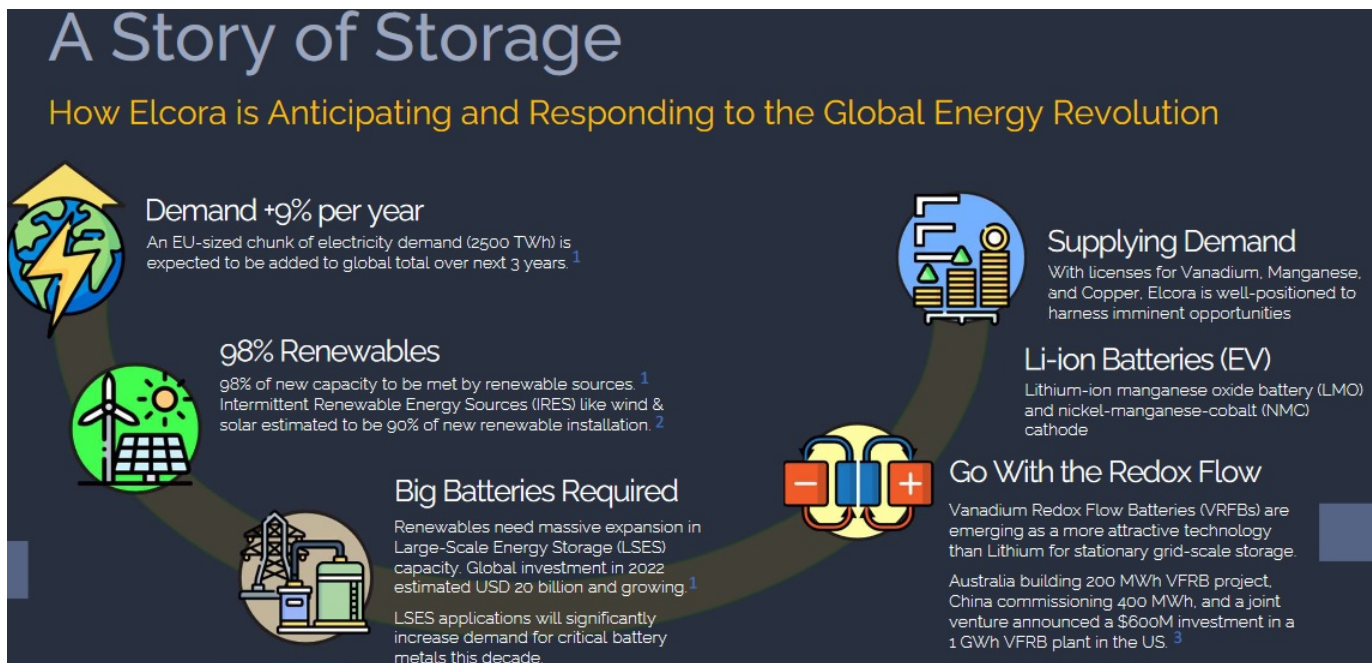 A Story of Storage
How Elcora is Anticipating and Responding to the Global Energy Revolution
Demand +9% per year
An EU-sized chunk of electricity demand (2500 TWh) is
expected to be added to global total over next 3 years. 1
98% Renewables
98% of new capacity to be met by renewable sources. 1
Intermittent Renewable Energy Sources (IRES) like wind &
solar estimated to be 90% of new renewable installation. 2
Big Batteries Required
Renewables need massive expansion in
Large-Scale Energy Storage (LSES)
capacity. Global investment in 2022
estimated USD 20 billion and growing. 1
LSES applications will significantly
increase demand for critical battery
metals this decade.
Supplying Demand
With licenses for Vanadium, Manganese,
and Copper, Elcora is well-positioned to
harness imminent opportunities
Li-ion Batteries (EV)
Lithium-ion manganese oxide battery (LMO)
and nickel-manganese-cobalt (NMC)
cathode
Go With the Redox Flow
Vanadium Redox Flow Batteries (VRFBs) are
emerging as a more attractive technology
than Lithium for stationary grid-scale storage.
Australia building 200 MWh VFRB project,
China commissioning 400 MWh, and a joint
venture announced a $600M investment in a
1 GWh VFRB plant in the US. 3